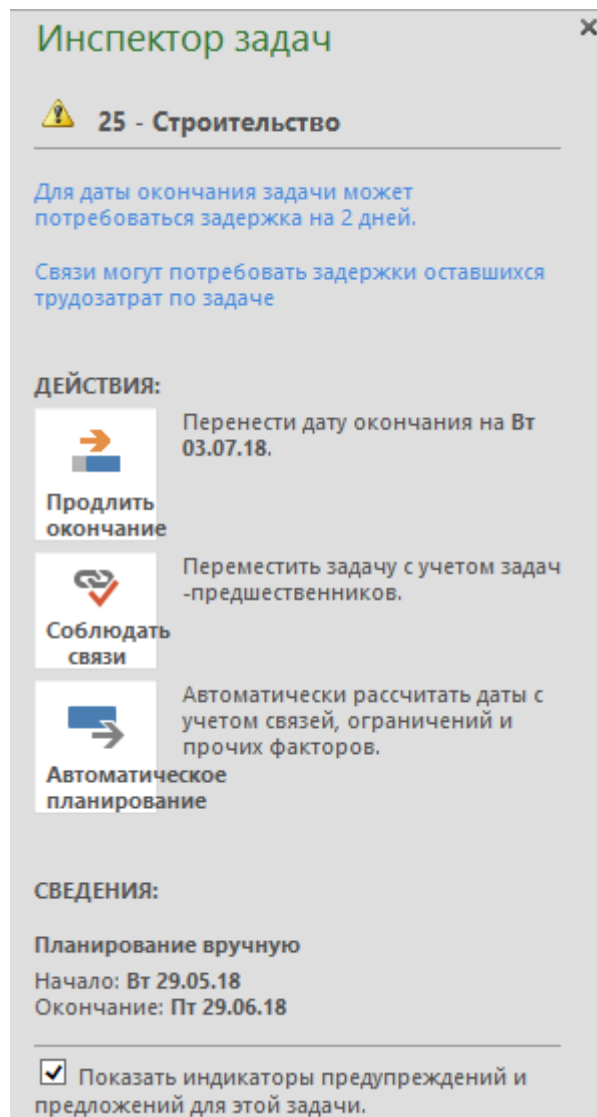 Инспектор задач
25 - Строительство
Для даты окончания задачи может
потребоваться задержка на 2 дней.
Связи могут потребовать задержки оставшихся
трудозатрат по задаче
ДЕЙСТВИЯ:
Продлить
окончание
Перенести дату окончания на Вт
03.07.18.
Соблюдать
связи
Переместить задачу с учетом задач
-предшественников.
Автоматическое
планирование
Автоматически рассчитать даты с
учетом связей, ограничений и
прочих факторов.
СВЕДЕНИЯ:
Планирование вручную
Начало: Вт 29.05.18
Окончание: Пт 29.06.18
Показать индикаторы предупреждений и
предложений для этой задачи.